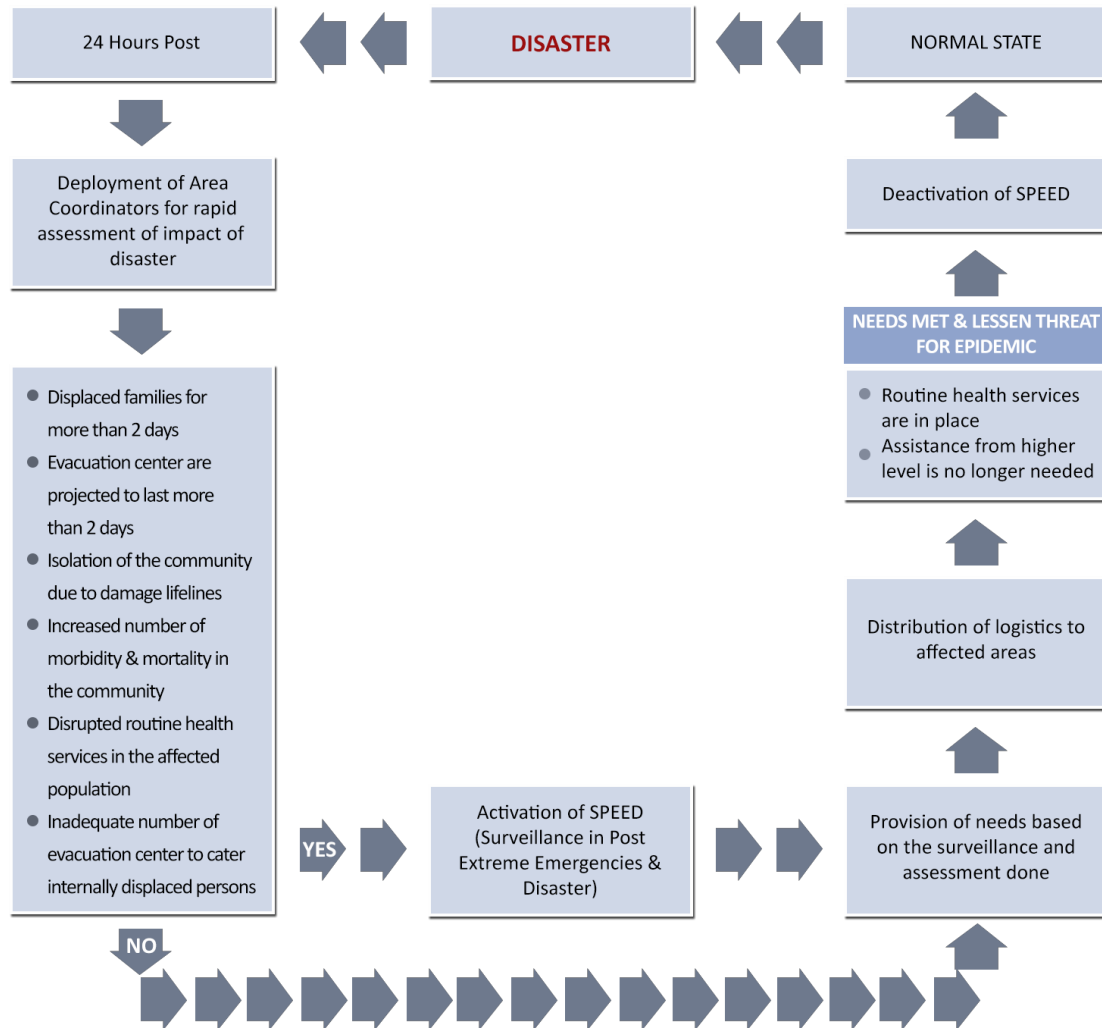 24 Hours Post
DISASTER
NORMAL STATE
Deployment of Area
Coordinators for rapid
assessment of impact of
disaster
Deactivation of SPEED
NEEDS MET & LESSEN THREAT
FOR EPIDEMIC
Routine health services
are in place
Assistance from higher
level is no longer needed
Displaced families for
more than 2 days
Evacuation center are
projected to last more
than 2 days
Isolation of the community
due to damage lifelines
Increased number of
morbidity & mortality in
the community
Disrupted routine health
services in the affected
population
Inadequate number of
evacuation center to cater
internally displaced persons
Distribution of logistics to
affected areas
YES
Activation of SPEED
(Surveillance in Post
Extreme Emergencies &
Disaster)
Provision of needs based
on the surveillance and
assessment done
NO